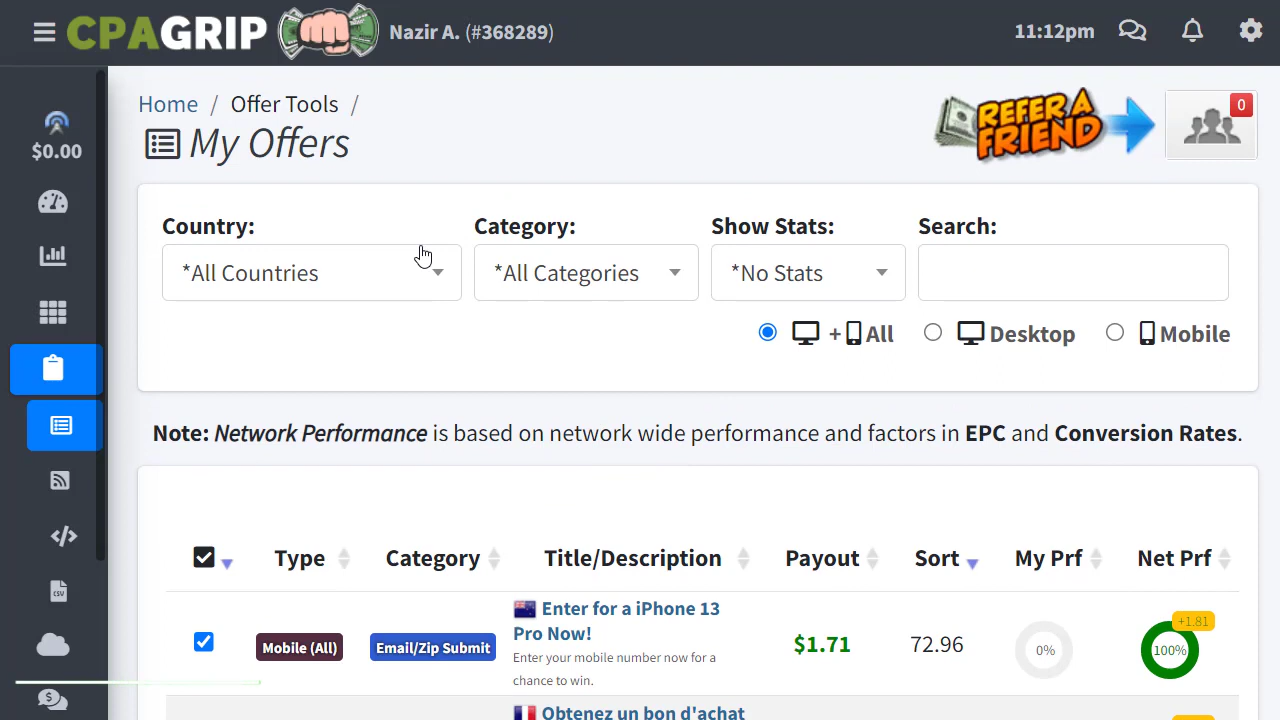 CPAGRIP Nazir A. (#368289) 11:12pm
$0.00
Home / Offer Tools /
My Offers
REFER A FRIEND
0
Country: Category: Show Stats: Search:
*All Countries *All Categories *No Stats
+ All Desktop Mobile
Note: Network Performance is based on network wide performance and factors in EPC and Conversion Rates.
Type Category Title/Description Payout Sort My Prf Net Prf
Mobile (All) Email/Zip Submit
Enter for a iPhone 13
Pro Now!
Enter your mobile number now for a
chance to win.
$1.71 72.96 0% +1.81 100%
Obtenez un bon d'achat
CSV